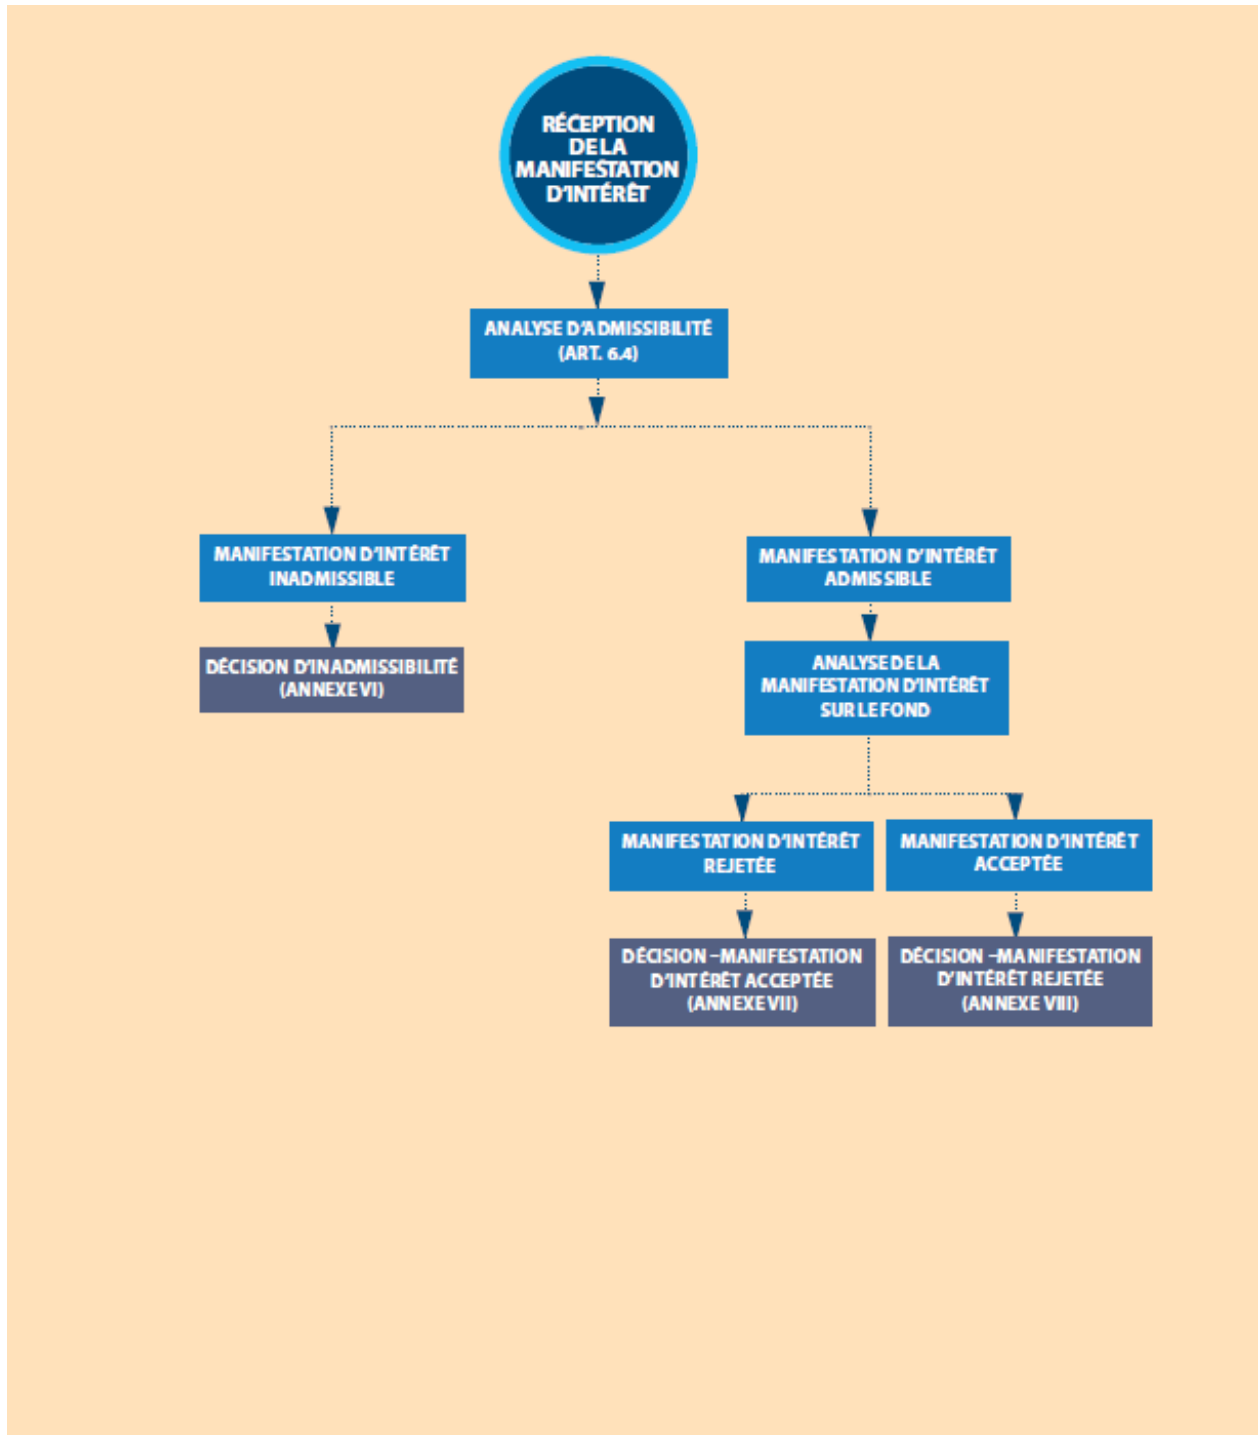 RÉCEPTION
DE LA
MANIFESTATION
D'INTÉRÊT
ANALYSE D'ADMISSIBILITÉ
(ART. 6.4)
MANIFESTATION D'INTÉRÊT
INADMISSIBLE
DÉCISION D'INADMISSIBILITÉ
(ANNEXE VI)
MANIFESTATION D'INTÉRÊT
ADMISSIBLE
ANALYSE DE LA
MANIFESTATION D'INTÉRÊT
SUR LE FOND
MANIFESTATION D'INTÉRÊT
REJETÉE
DÉCISION –MANIFESTATION
D'INTÉRÊT ACCEPTÉE
(ANNEXE VII)
MANIFESTATION D'INTÉRÊT
ACCEPTÉE
DÉCISION –MANIFESTATION
D'INTÉRÊT REJETÉE
(ANNEXE VIII)